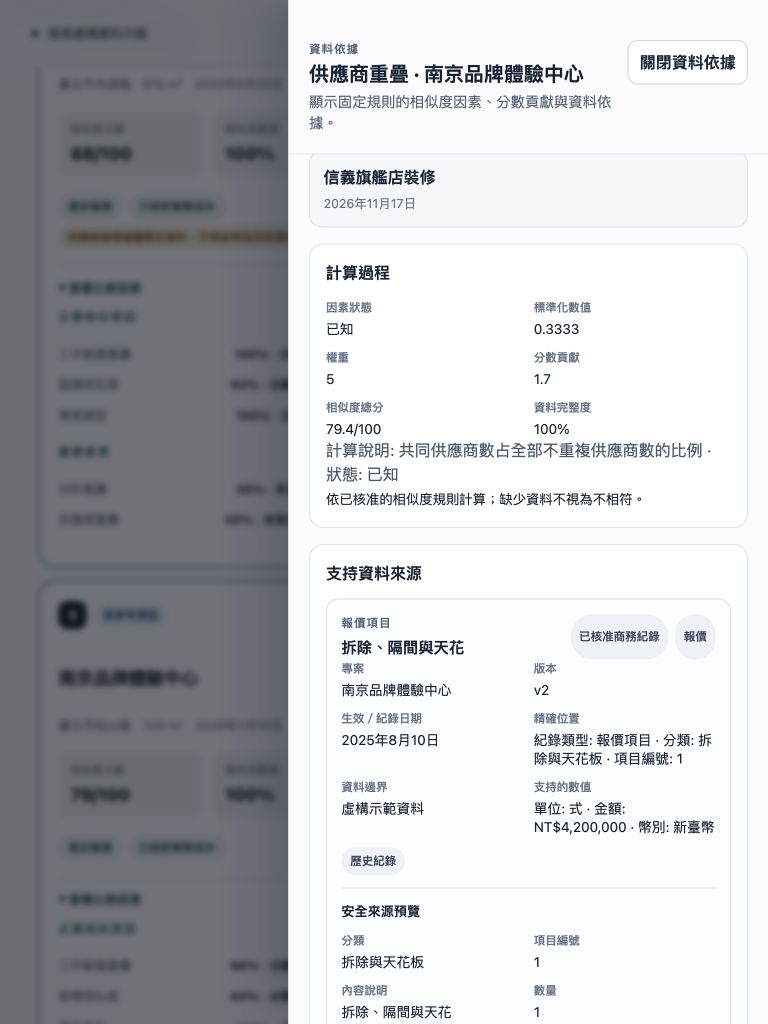 資料依據
供應商重疊 · 南京品牌體驗中心
關閉資料依據
顯示固定規則的相似度因素、分數貢獻與資料依
據。
信義旗艦店裝修
2026年11月17日
計算過程
因素狀態
標準化數值
已知
0.3333
權重
分數貢獻
5
1.7
相似度總分
資料完整度
79.4/100
100%
計算說明: 共同供應商數占全部不重複供應商數的比例 ·
狀態: 已知
依已核准的相似度規則計算；缺少資料不視為不相符。
支持資料來源
報價項目
拆除、隔間與天花
已核准商務紀錄
報價
專案
版本
南京品牌體驗中心
v2
生效 / 紀錄日期
精確位置
2025年8月10日
紀錄類型: 報價項目 · 分類: 拆
除與天花板 · 項目編號: 1
資料邊界
支持的數值
虛構示範資料
單位: 式 · 金額:
NT$4,200,000 · 幣別: 新臺幣
歷史紀錄
安全來源預覽
分類
項目編號
拆除與天花板
1
內容說明
數量
拆除、隔間與天花
1
88/100
100%
南京品牌體驗中心
79/100
100%